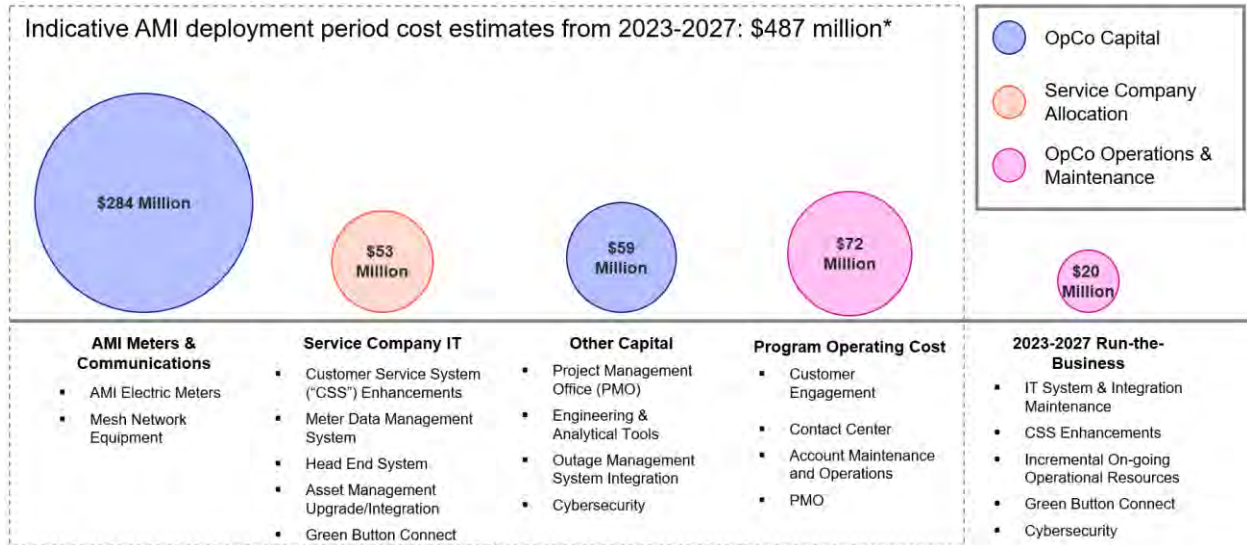 Indicative AMI deployment period cost estimates from 2023-2027: $487 million*
OpCo Capital
Service Company
Allocation
OpCo Operations &
Maintenance
$284 Million
$53
Million
$59
Million
$72
Million
$20
Million
AMI Meters &
Communications
▪ AMI Electric Meters
▪ Mesh Network
Equipment
Service Company IT
▪ Customer Service System
(“CSS”) Enhancements
▪ Meter Data Management
System
▪ Head End System
▪ Asset Management
Upgrade/Integration
▪ Green Button Connect
Other Capital
▪ Project Management
Office (PMO)
▪ Engineering &
Analytical Tools
▪ Outage Management
System Integration
▪ Cybersecurity
Program Operating Cost
▪ Customer
Engagement
▪ Contact Center
▪ Account Maintenance
and Operations
▪ PMO
2023-2027 Run-the-
Business
▪ IT System & Integration
Maintenance
▪ CSS Enhancements
▪ Incremental On-going
Operational Resources
▪ Green Button Connect
▪ Cybersecurity